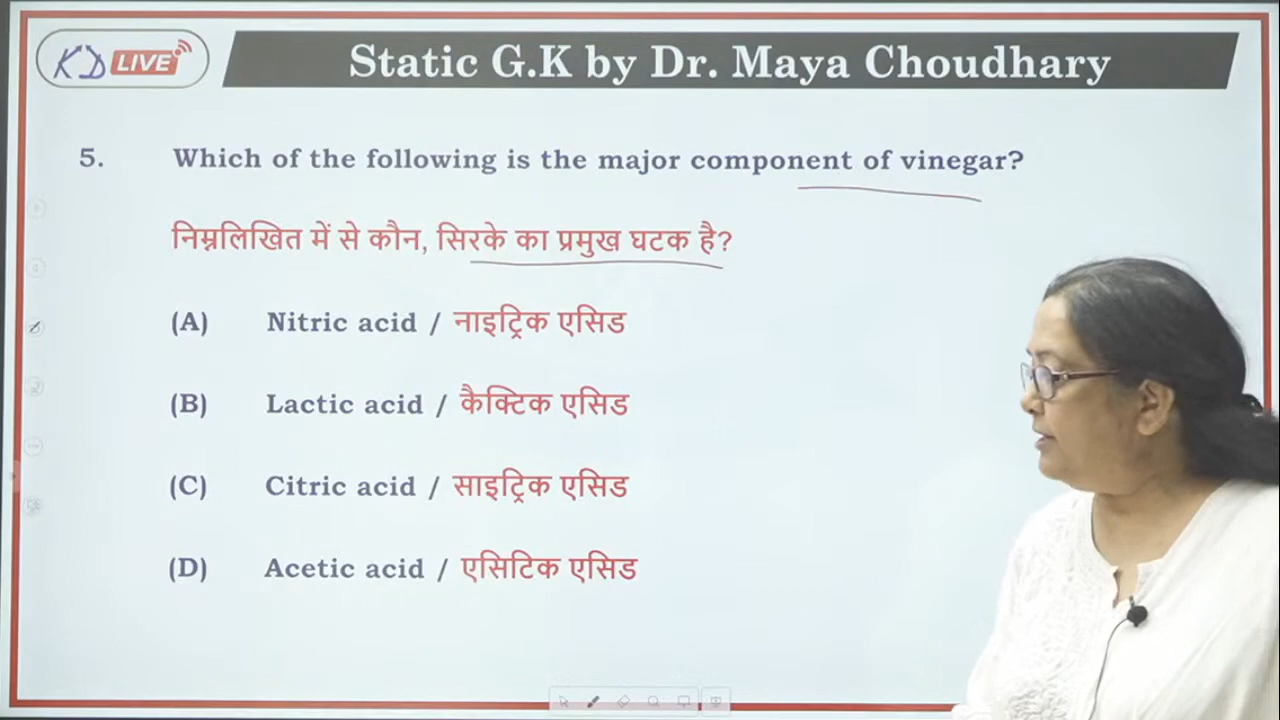 KD LIVE
Static G.K by Dr. Maya Choudhary
5. Which of the following is the major component of vinegar?
निम्नलिखित में से कौन, सिरके का प्रमुख घटक है?
(A) Nitric acid / नाइट्रिक एसिड
(B) Lactic acid / कैक्टिक एसिड
(C) Citric acid / साइट्रिक एसिड
(D) Acetic acid / एसिटिक एसिड